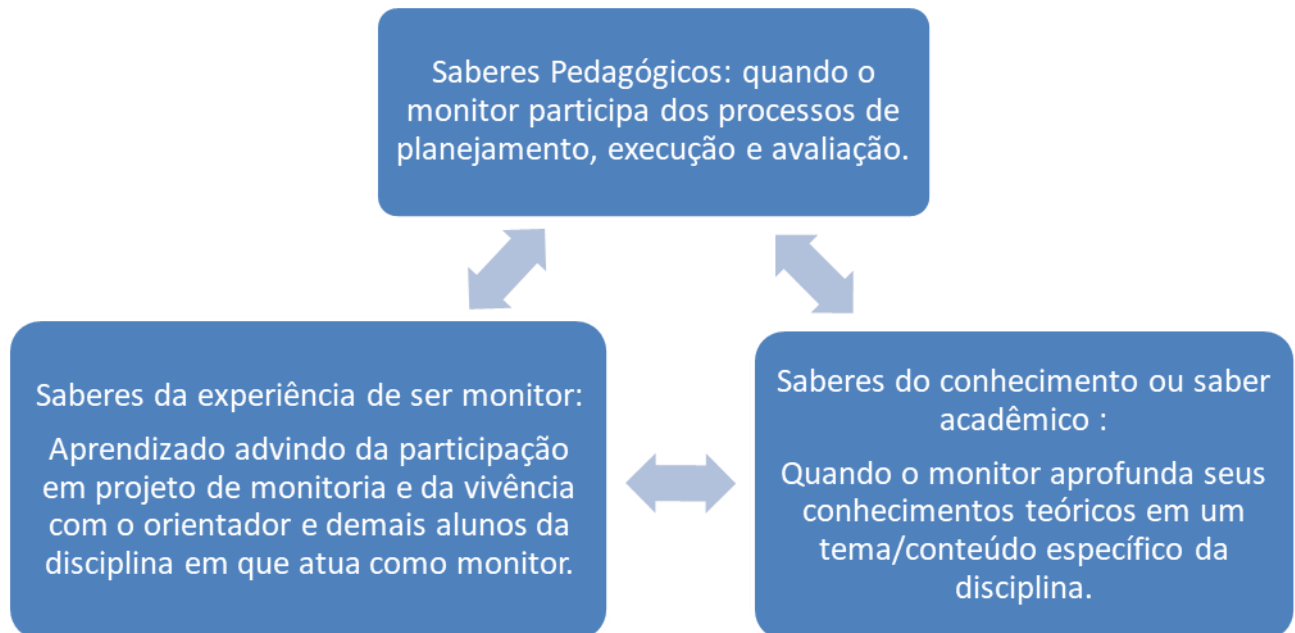 Saberes Pedagógicos: quando o
monitor participa dos processos de
planejamento, execução e avaliação.
Saberes da experiência de ser monitor:
Aprendizado advindo da participação
em projeto de monitoria e da vivência
com o orientador e demais alunos da
disciplina em que atua como monitor.
Saberes do conhecimento ou saber
acadêmico :
Quando o monitor aprofunda seus
conhecimentos teóricos em um
tema/conteúdo específico da
disciplina.